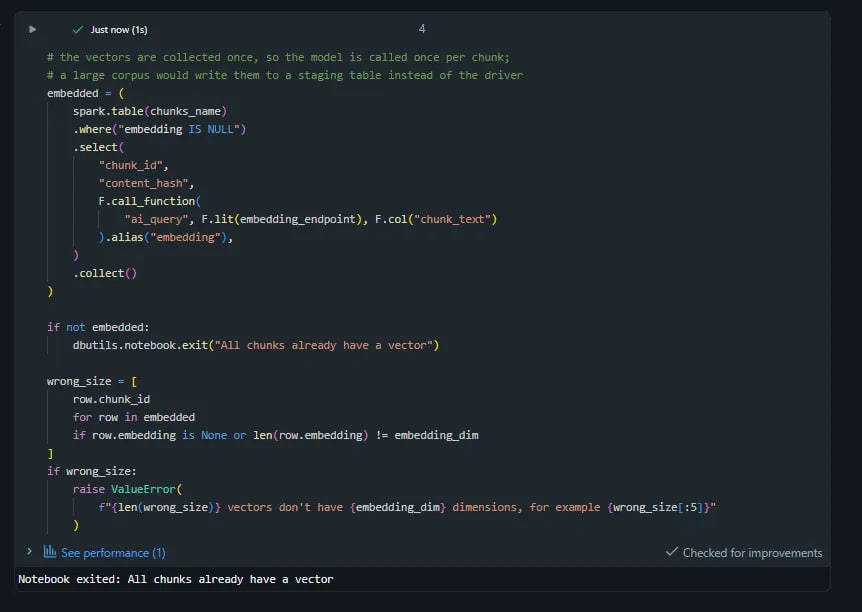 Just now (1s)
4
# the vectors are collected once, so the model is called once per chunk;
# a large corpus would write them to a staging table instead of the driver
embedded = (
    spark.table(chunks_name)
    .where("embedding IS NULL")
    .select(
        "chunk_id",
        "content_hash",
        F.call_function(
            "ai_query", F.lit(embedding_endpoint), F.col("chunk_text")
        ).alias("embedding"),
    )
    .collect()
)

if not embedded:
    dbutils.notebook.exit("All chunks already have a vector")

wrong_size = [
    row.chunk_id
    for row in embedded
    if row.embedding is None or len(row.embedding) != embedding_dim
]
if wrong_size:
    raise ValueError(
        f"{len(wrong_size)} vectors don't have {embedding_dim} dimensions, for example {wrong_size[:5]}"
    )
See performance (1)
Checked for improvements
Notebook exited: All chunks already have a vector